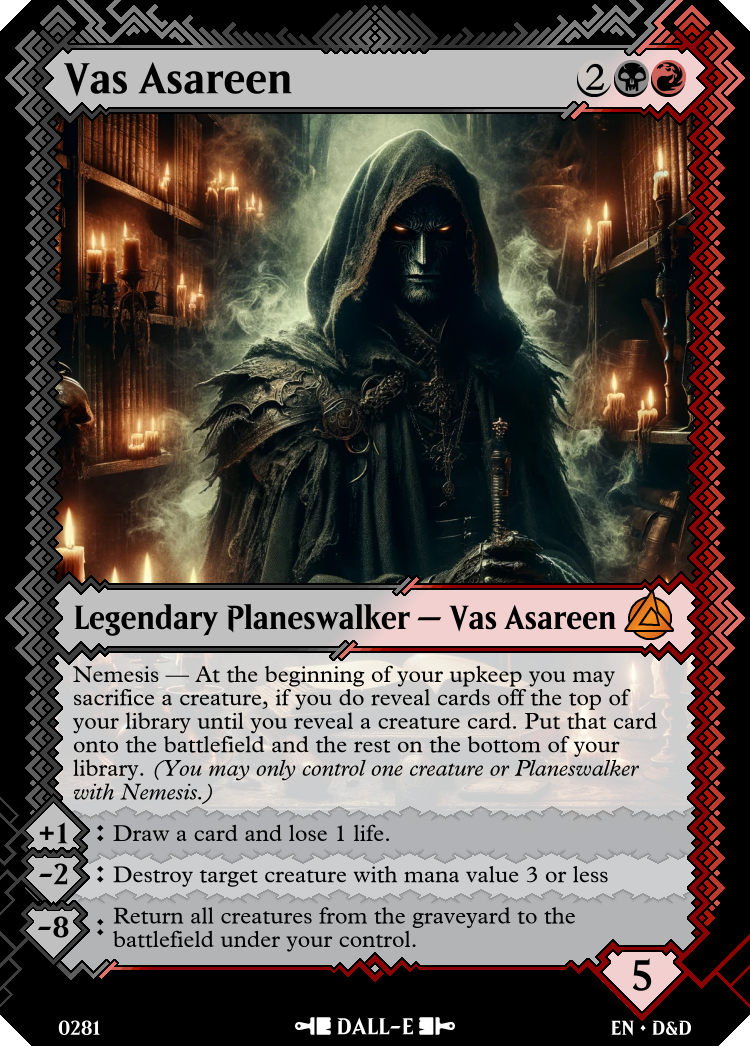 Vas Asareen 2
Legendary Planeswalker — Vas Asareen
Nemesis — At the beginning of your upkeep you may
sacrifice a creature, if you do reveal cards off the top of
your library until you reveal a creature card. Put that card
onto the battlefield and the rest on the bottom of your
library. (You may only control one creature or Planeswalker
with Nemesis.)
+1 : Draw a card and lose 1 life.
−2 : Destroy target creature with mana value 3 or less
−8 : Return all creatures from the graveyard to the
battlefield under your control.
5
0281 DALL-E EN • D&D